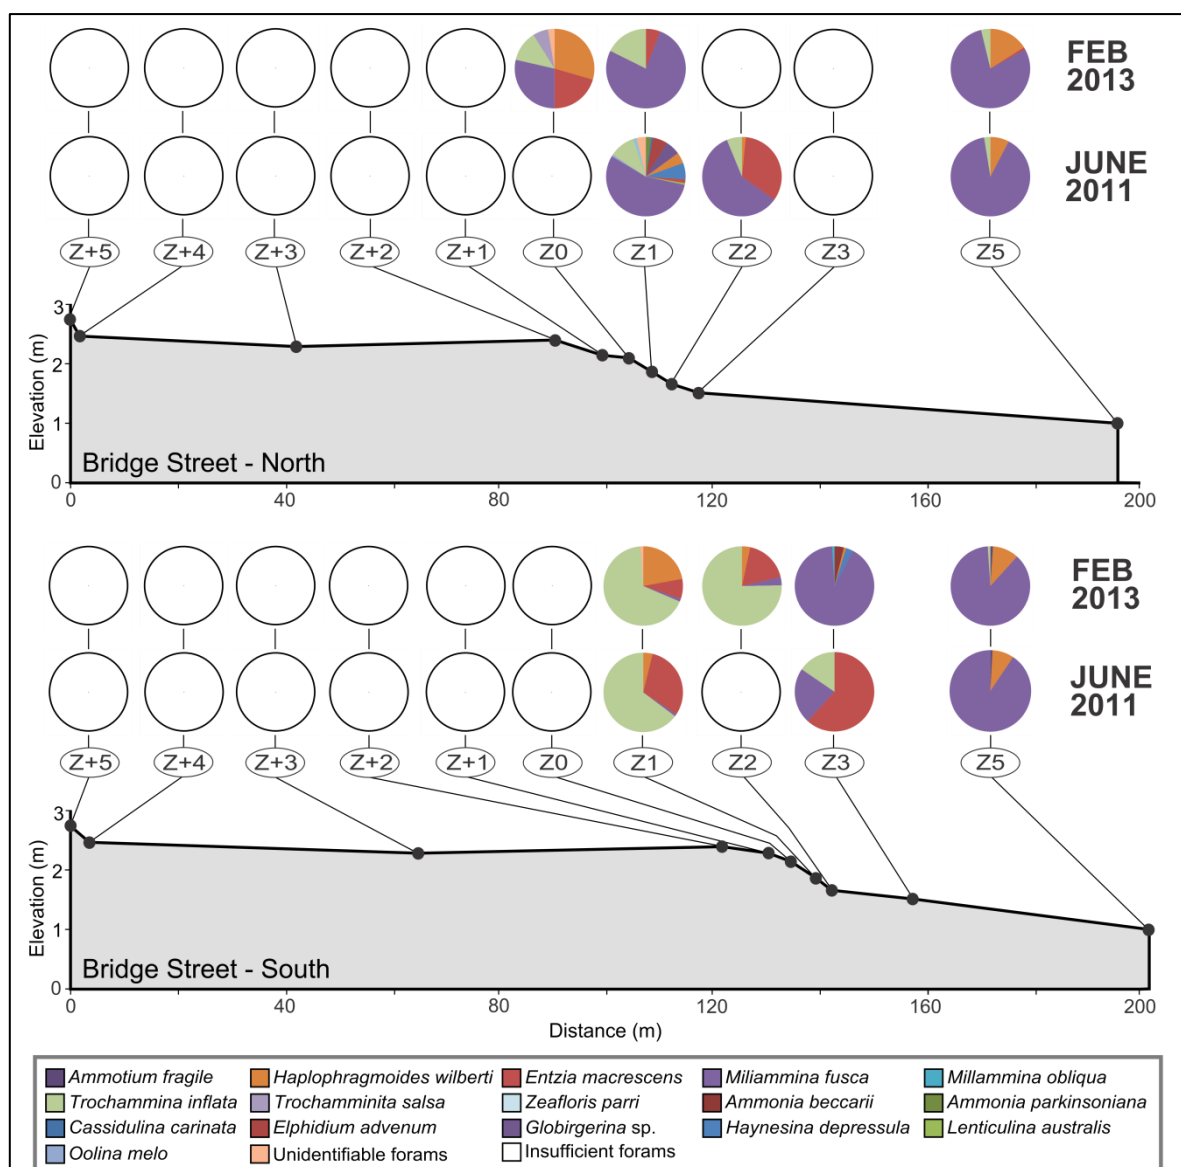 FEB
2013
JUNE
2011
Z+5 Z+4 Z+3 Z+2 Z+1 Z0 Z1 Z2 Z3 Z5
3
2
1
0
Elevation (m)
Bridge Street - North
0 40 80 120 160 200
FEB
2013
JUNE
2011
Z+5 Z+4 Z+3 Z+2 Z+1 Z0 Z1 Z2 Z3 Z5
3
2
1
0
Elevation (m)
Bridge Street - South
0 40 80 120 160 200
Distance (m)
Ammotium fragile Haplophragmoides wilberti Entzia macrescens Miliammina fusca Millammina obliqua
Trochammina inflata Trochamminita salsa Zeafloris parri Ammonia beccarii Ammonia parkinsoniana
Cassidulina carinata Elphidium advenum Globirgerina sp. Haynesina depressula Lenticulina australis
Oolina melo Unidentifiable forams Insufficient forams